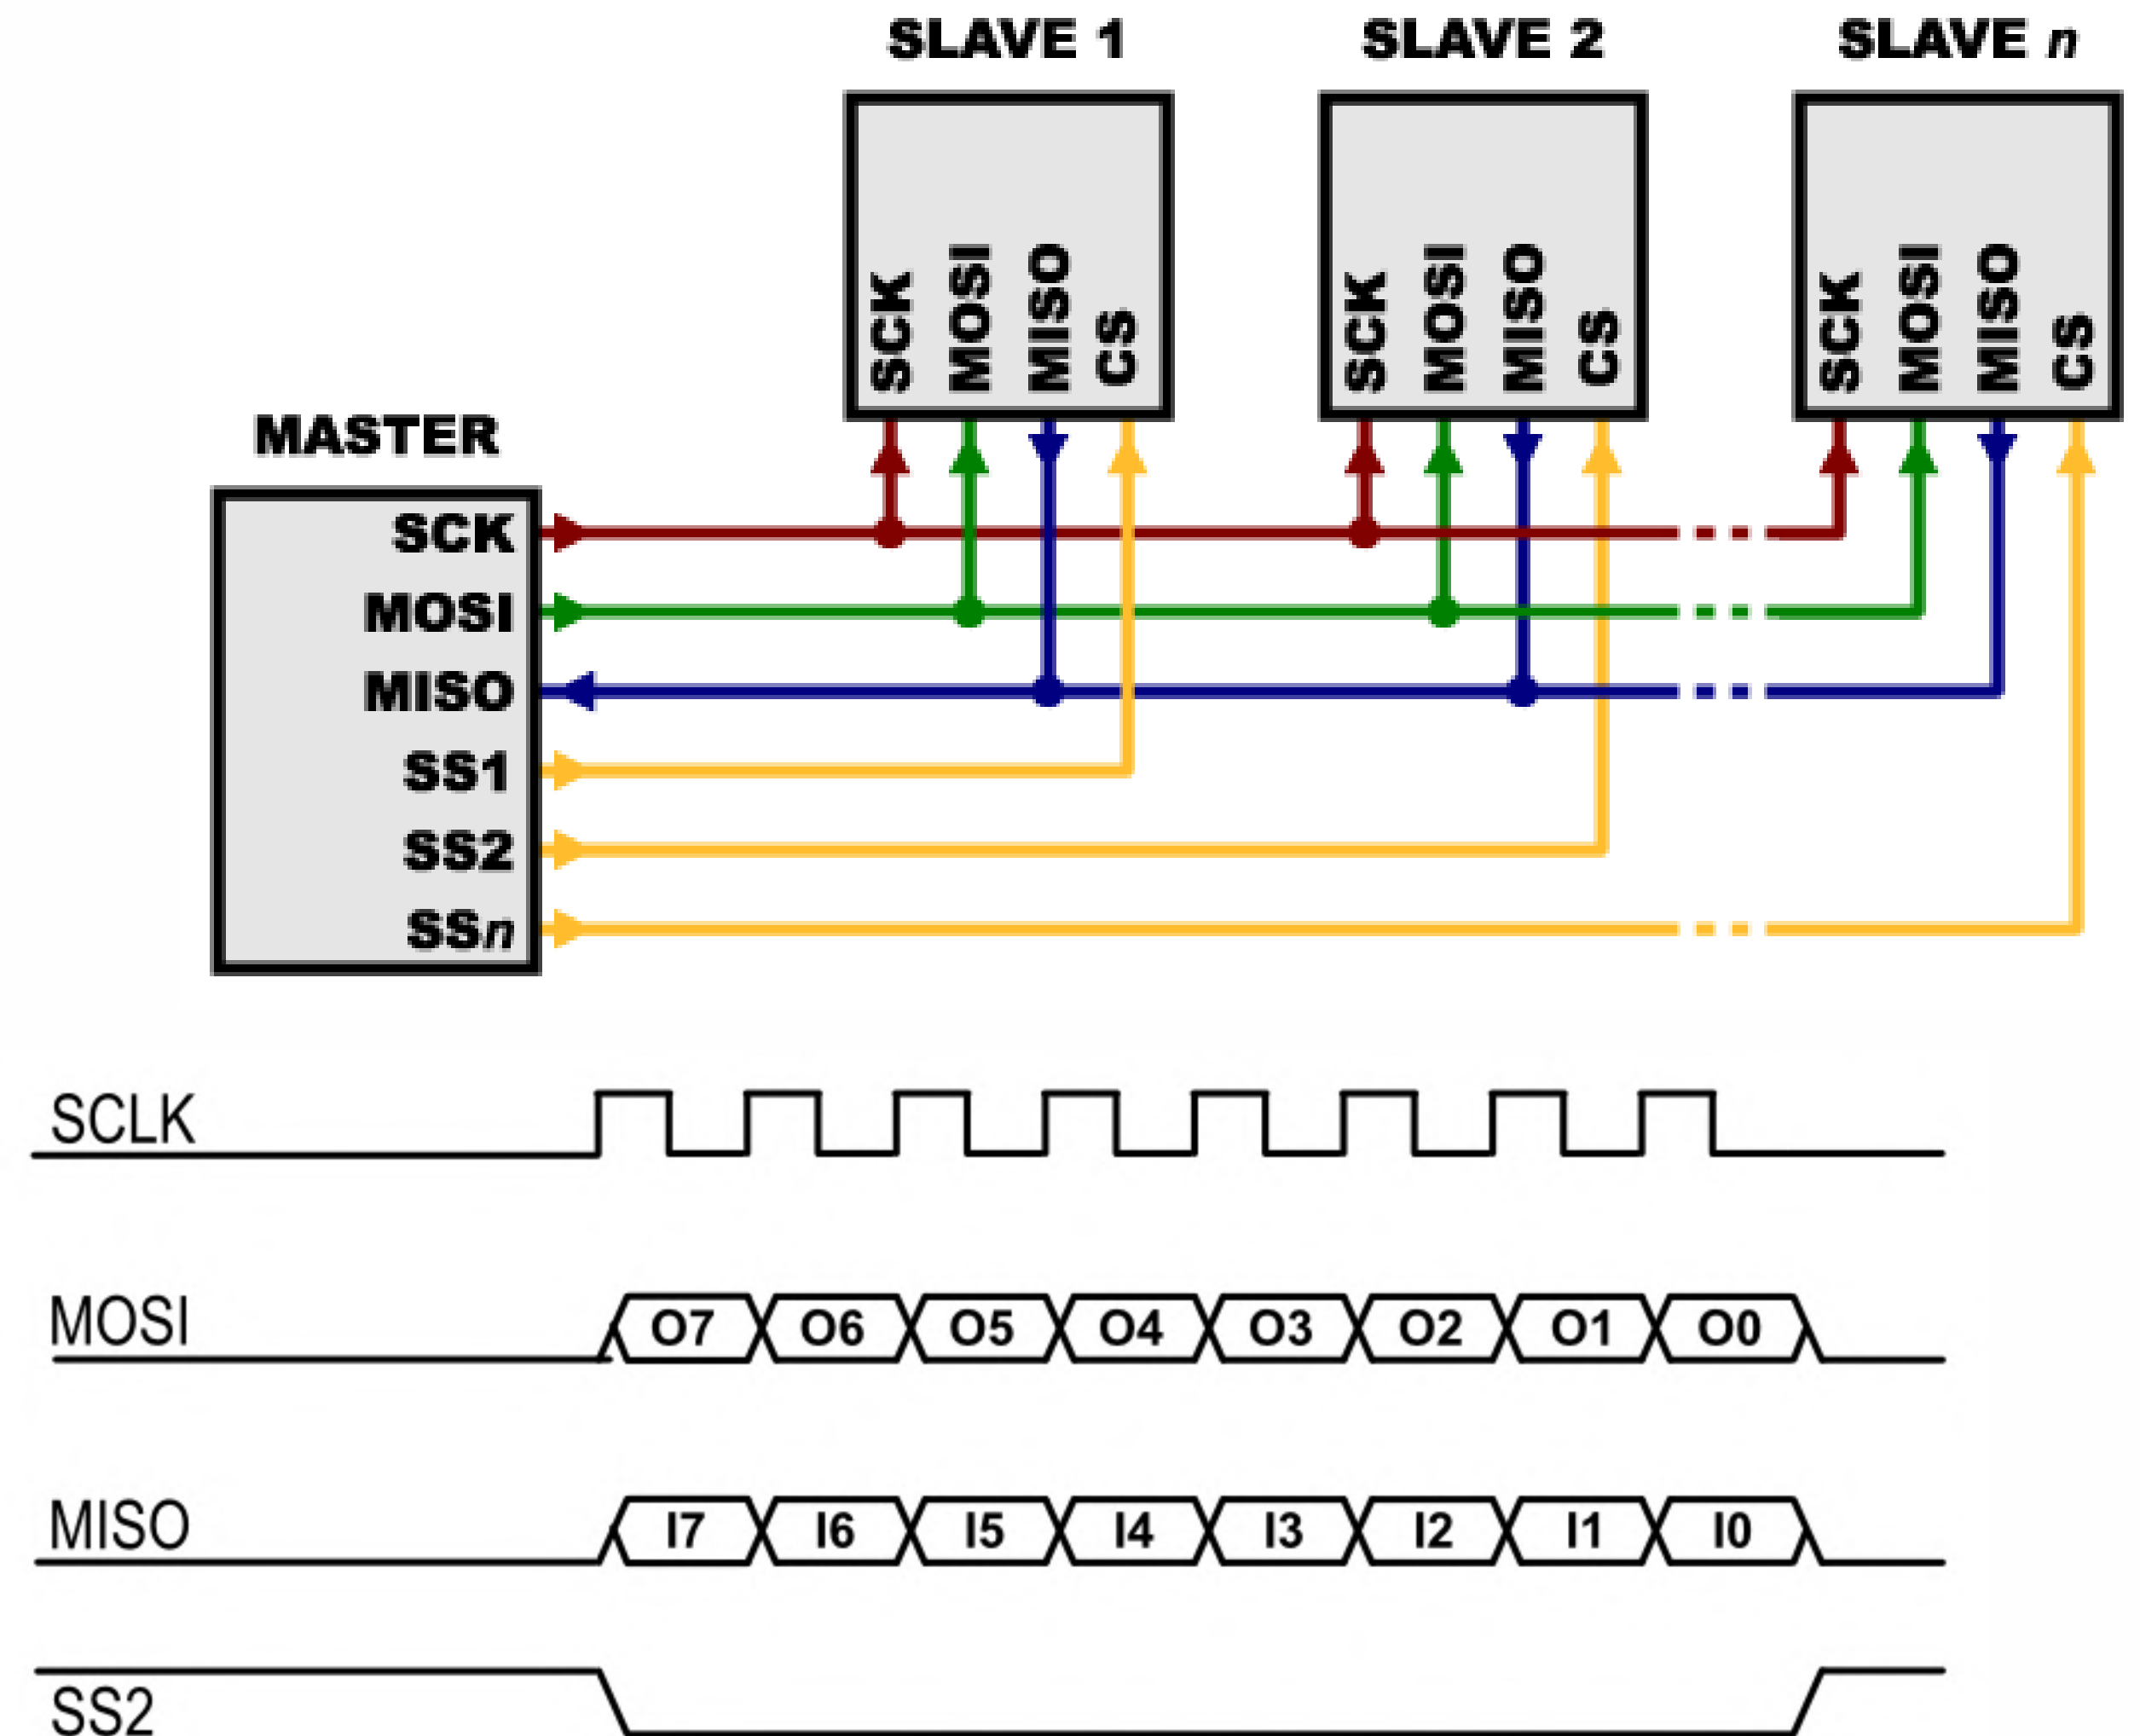 SLAVE 1
SLAVE 2
SLAVE n
SCK
MOSI
MISO
CS
SCK
MOSI
MISO
CS
SCK
MOSI
MISO
CS
MASTER
SCK
MOSI
MISO
SS1
SS2
SSn
SCLK
MOSI
O7 O6 O5 O4 O3 O2 O1 O0
MISO
I7 I6 I5 I4 I3 I2 I1 I0
SS2